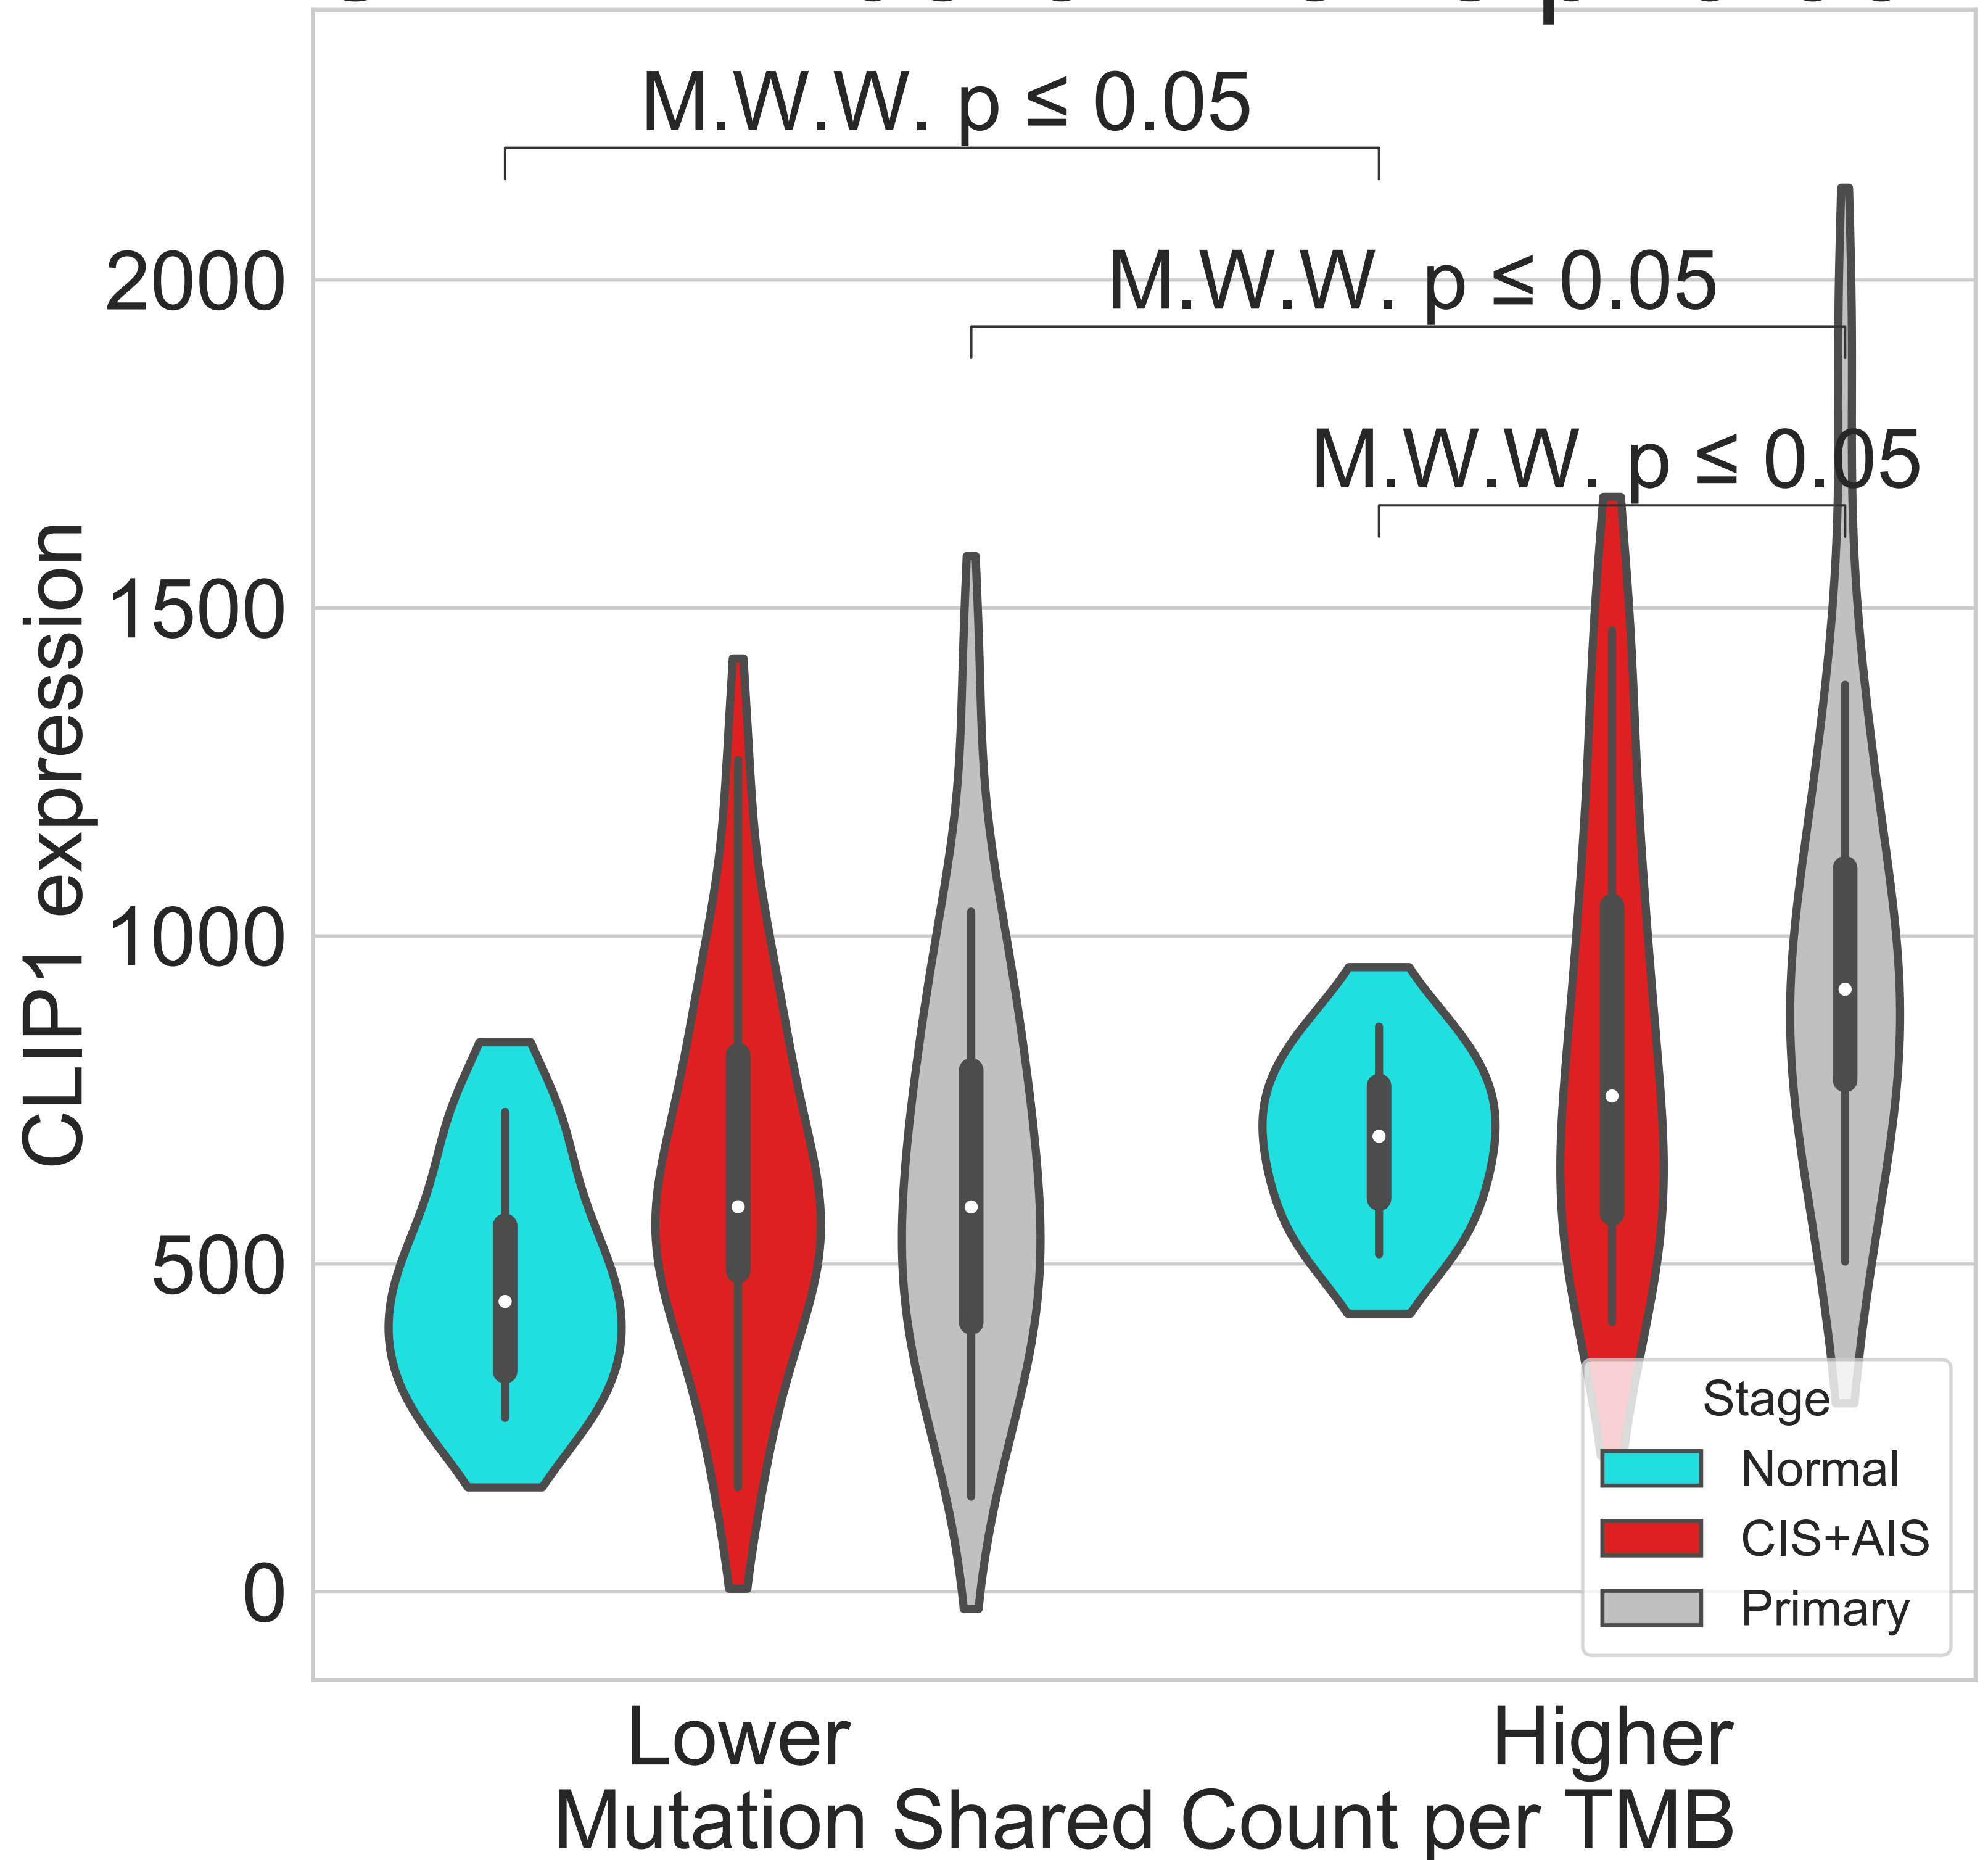 M.W.W. p ≤ 0.05
2000
M.W.W. p ≤ 0.05
M.W.W. p ≤ 0.05
1500
CLIP1 expression
1000
500
0
Stage
Normal
CIS+AIS
Primary
Lower
Higher
Mutation Shared Count per TMB